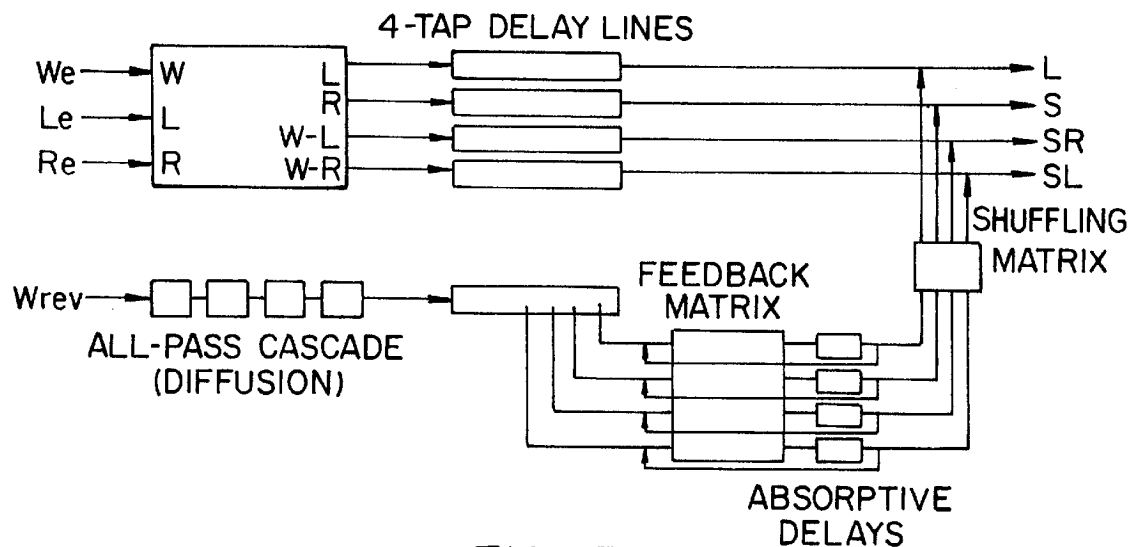 4-TAP DELAY LINES
We
W
L
L
Le
L
R
S
W-L
SR
Re
R
W-R
SL
SHUFFLING
MATRIX
FEEDBACK
MATRIX
Wrev
ALL-PASS CASCADE
(DIFFUSION)
ABSORPTIVE
DELAYS